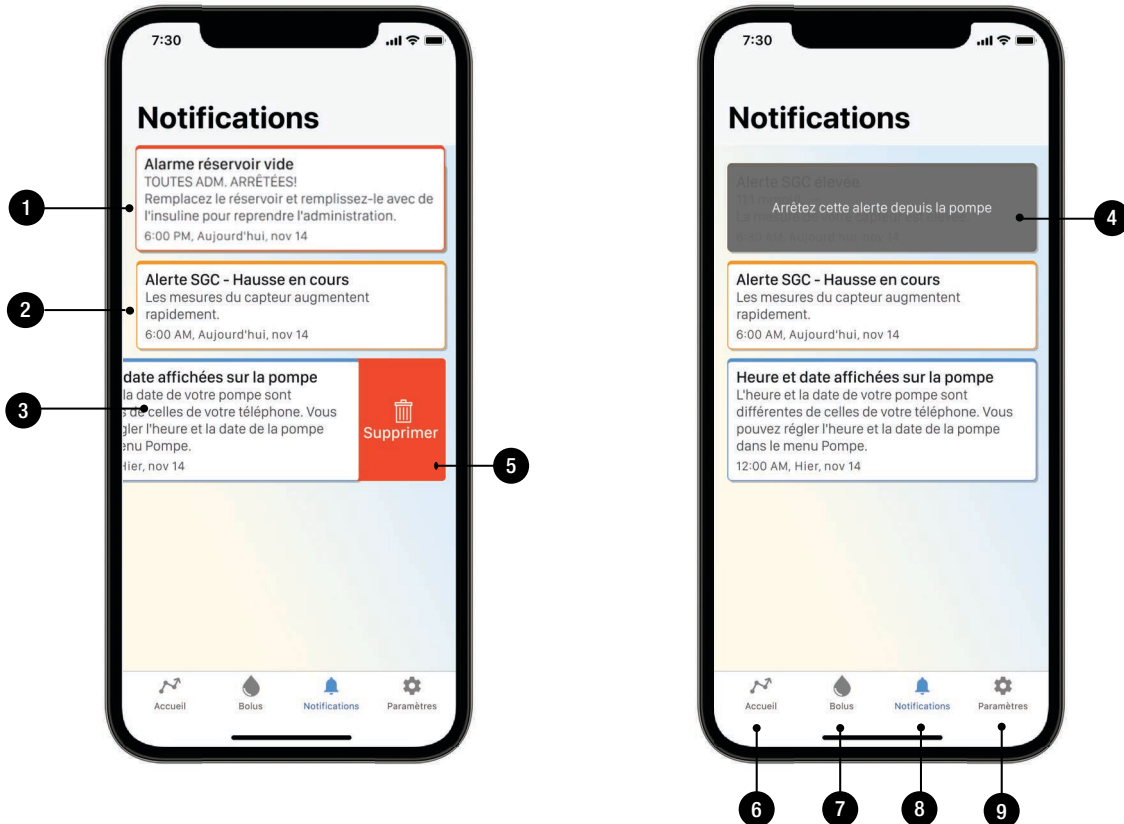 7:30
Notifications
1
Alarme réservoir vide
TOUTES ADM. ARRÊTÉES!
Remplacez le réservoir et remplissez-le avec de
l'insuline pour reprendre l'administration.
6:00 PM, Aujourd'hui, nov 14
2
Alerte SGC - Hausse en cours
Les mesures du capteur augmentent
rapidement.
6:00 AM, Aujourd'hui, nov 14
3
date affichées sur la pompe
la date de votre pompe sont
de celles de votre téléphone. Vous
gler l'heure et la date de la pompe
enu Pompe.
Hier, nov 14
Supprimer
5
Accueil
Bolus
Notifications
Paramètres
7:30
Notifications
Alerte SGC élevée
Arrêtez cette alerte depuis la pompe
4
Alerte SGC - Hausse en cours
Les mesures du capteur augmentent
rapidement.
6:00 AM, Aujourd'hui, nov 14
Heure et date affichées sur la pompe
L'heure et la date de votre pompe sont
différentes de celles de votre téléphone. Vous
pouvez régler l'heure et la date de la pompe
dans le menu Pompe.
12:00 AM, Hier, nov 14
Accueil
Bolus
Notifications
Paramètres
6
7
8
9